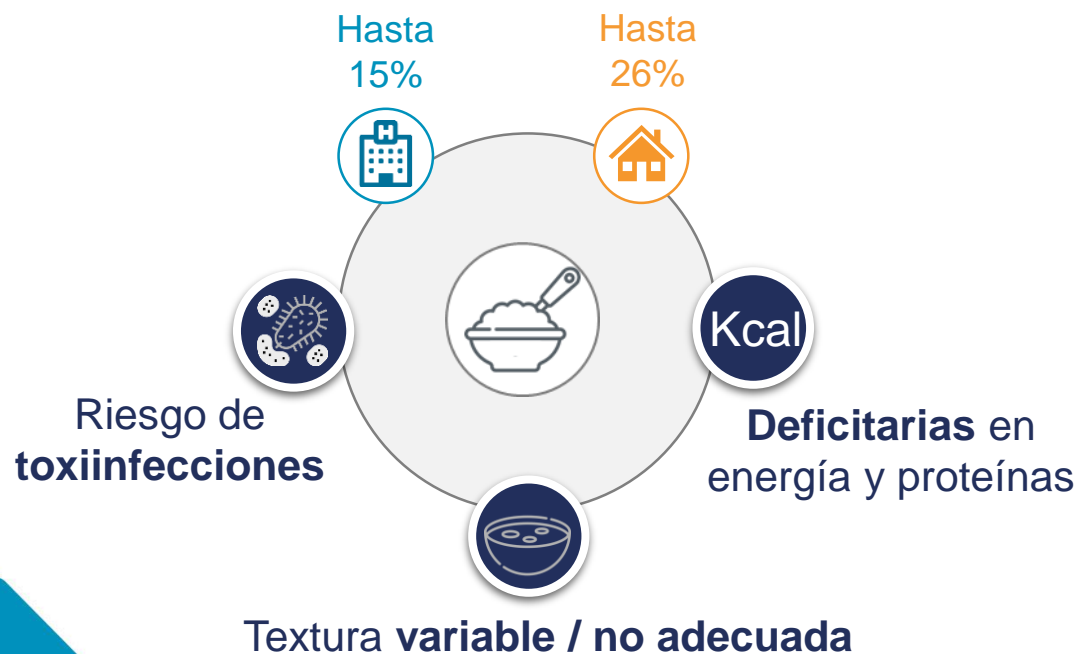 Hasta
15%
Hasta
26%
H
Kcal
Riesgo de
toxiinfecciones
Deficitarias en
energía y proteínas
Textura variable / no adecuada